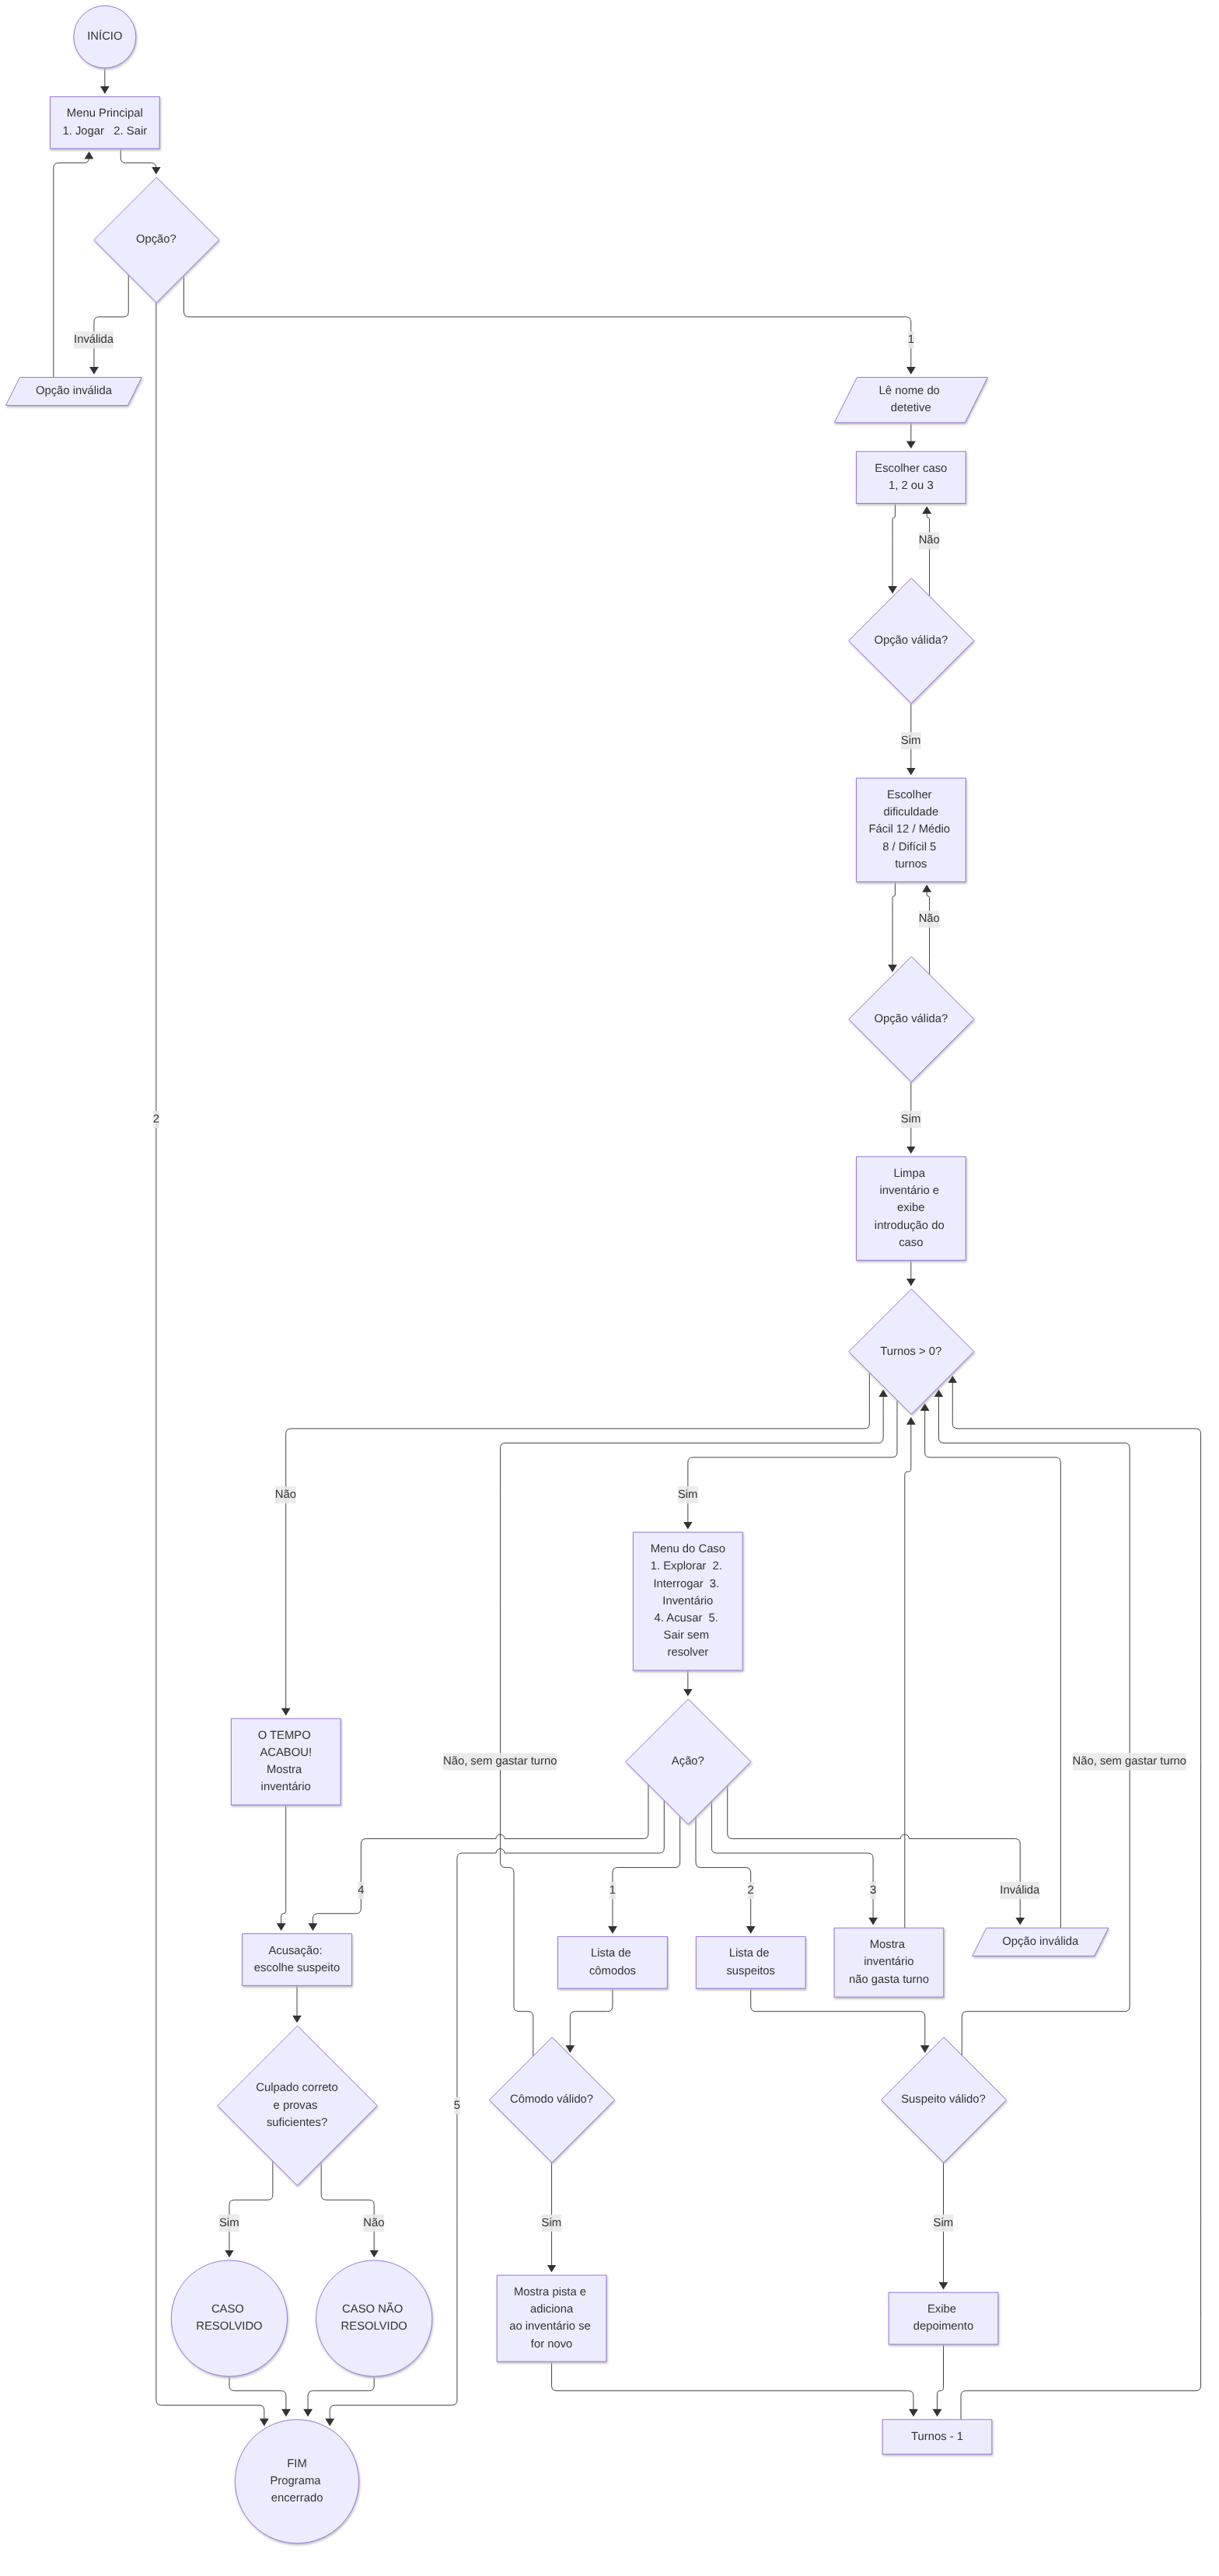 INÍCIO
Menu Principal
1. Jogar 2. Sair
Opção?
Inválida
1
Opção inválida
Lê nome do
detetive
Escolher caso
1, 2 ou 3
Não
Opção válida?
Sim
Escolher
dificuldade
Fácil 12 / Médio
8 / Difícil 5
turnos
Não
Opção válida?
2
Sim
Limpa
inventário e
exibe
introdução do
caso
Turnos > 0?
Não
Sim
Menu do Caso
1. Explorar 2.
Interrogar 3.
Inventário
4. Acusar 5.
Sair sem
resolver
O TEMPO
ACABOU!
Mostra
inventário
Não, sem gastar turno
Ação?
Não, sem gastar turno
4
1
2
3
Inválida
Acusação:
escolhe suspeito
Lista de
cômodos
Lista de
suspeitos
Mostra
inventário
não gasta turno
Opção inválida
Culpado correto
e provas
suficientes?
5
Cômodo válido?
Suspeito válido?
Sim
Não
Sim
Sim
CASO
RESOLVIDO
CASO NÃO
RESOLVIDO
Mostra pista e
adiciona
ao inventário se
for novo
Exibe
depoimento
FIM
Programa
encerrado
Turnos - 1